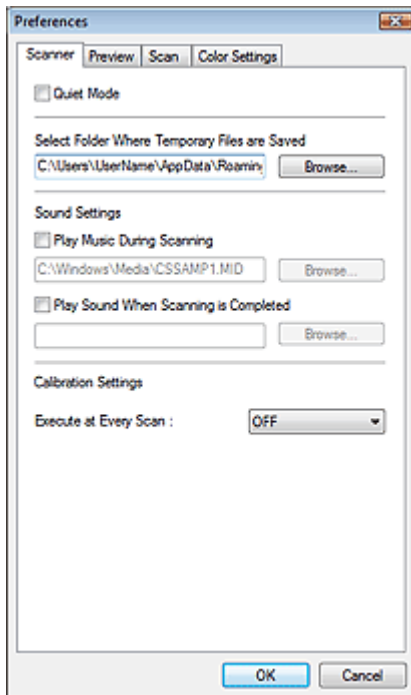 Preferences
Scanner Preview Scan Color Settings
Quiet Mode
Select Folder Where Temporary Files are Saved
C:\Users\UserName\AppData\Roaming Browse...
Sound Settings
Play Music During Scanning
C:\Windows\Media\CSSAMP1.MID Browse...
Play Sound When Scanning is Completed
Browse...
Calibration Settings
Execute at Every Scan : OFF
OK Cancel